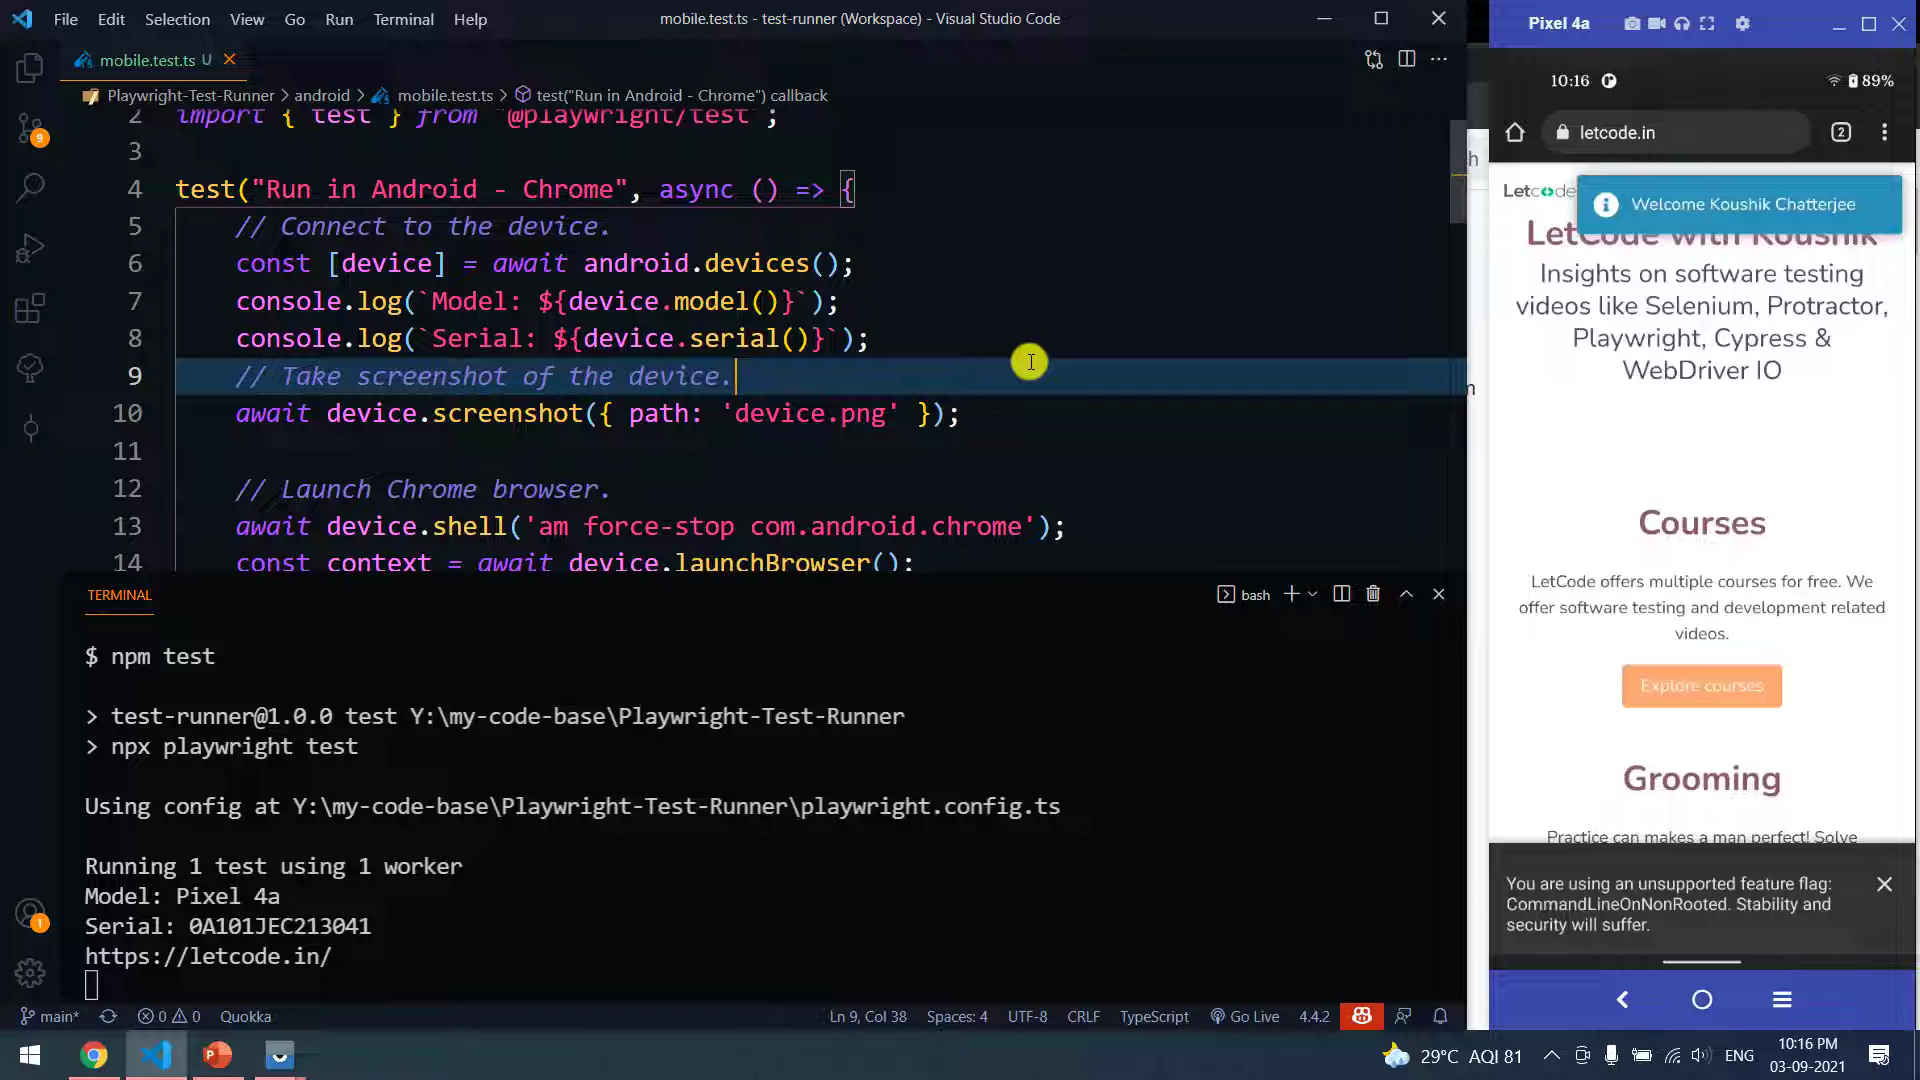 File Edit Selection View Go Run Terminal Help
mobile.test.ts - test-runner (Workspace) - Visual Studio Code
mobile.test.ts U
Playwright-Test-Runner > android > mobile.test.ts > test("Run in Android - Chrome") callback
2 import { test } from "@playwright/test";
3
4 test("Run in Android - Chrome", async () => {
5 // Connect to the device.
6 const [device] = await android.devices();
7 console.log(`Model: ${device.model()}`);
8 console.log(`Serial: ${device.serial()}`);
9 // Take screenshot of the device.
10 await device.screenshot({ path: 'device.png' });
11
12 // Launch Chrome browser.
13 await device.shell('am force-stop com.android.chrome');
14 const context = await device.launchBrowser();
TERMINAL
bash
$ npm test
> test-runner@1.0.0 test Y:\my-code-base\Playwright-Test-Runner
> npx playwright test
Using config at Y:\my-code-base\Playwright-Test-Runner\playwright.config.ts
Running 1 test using 1 worker
Model: Pixel 4a
Serial: 0A101JEC213041
https://letcode.in/
9
1
main* 0 0 Quokka
Ln 9, Col 38 Spaces: 4 UTF-8 CRLF TypeScript Go Live 4.4.2
Pixel 4a
10:16 89%
letcode.in 2
Letcode
Welcome Koushik Chatterjee
LetCode with Koushik
Insights on software testing
videos like Selenium, Protractor,
Playwright, Cypress &
WebDriver IO
Courses
LetCode offers multiple courses for free. We
offer software testing and development related
videos.
Explore courses
Grooming
Practice can makes a man perfect! Solve
You are using an unsupported feature flag:
CommandLineOnNonRooted. Stability and
security will suffer.
29°C AQI 81 ENG
10:16 PM
03-09-2021